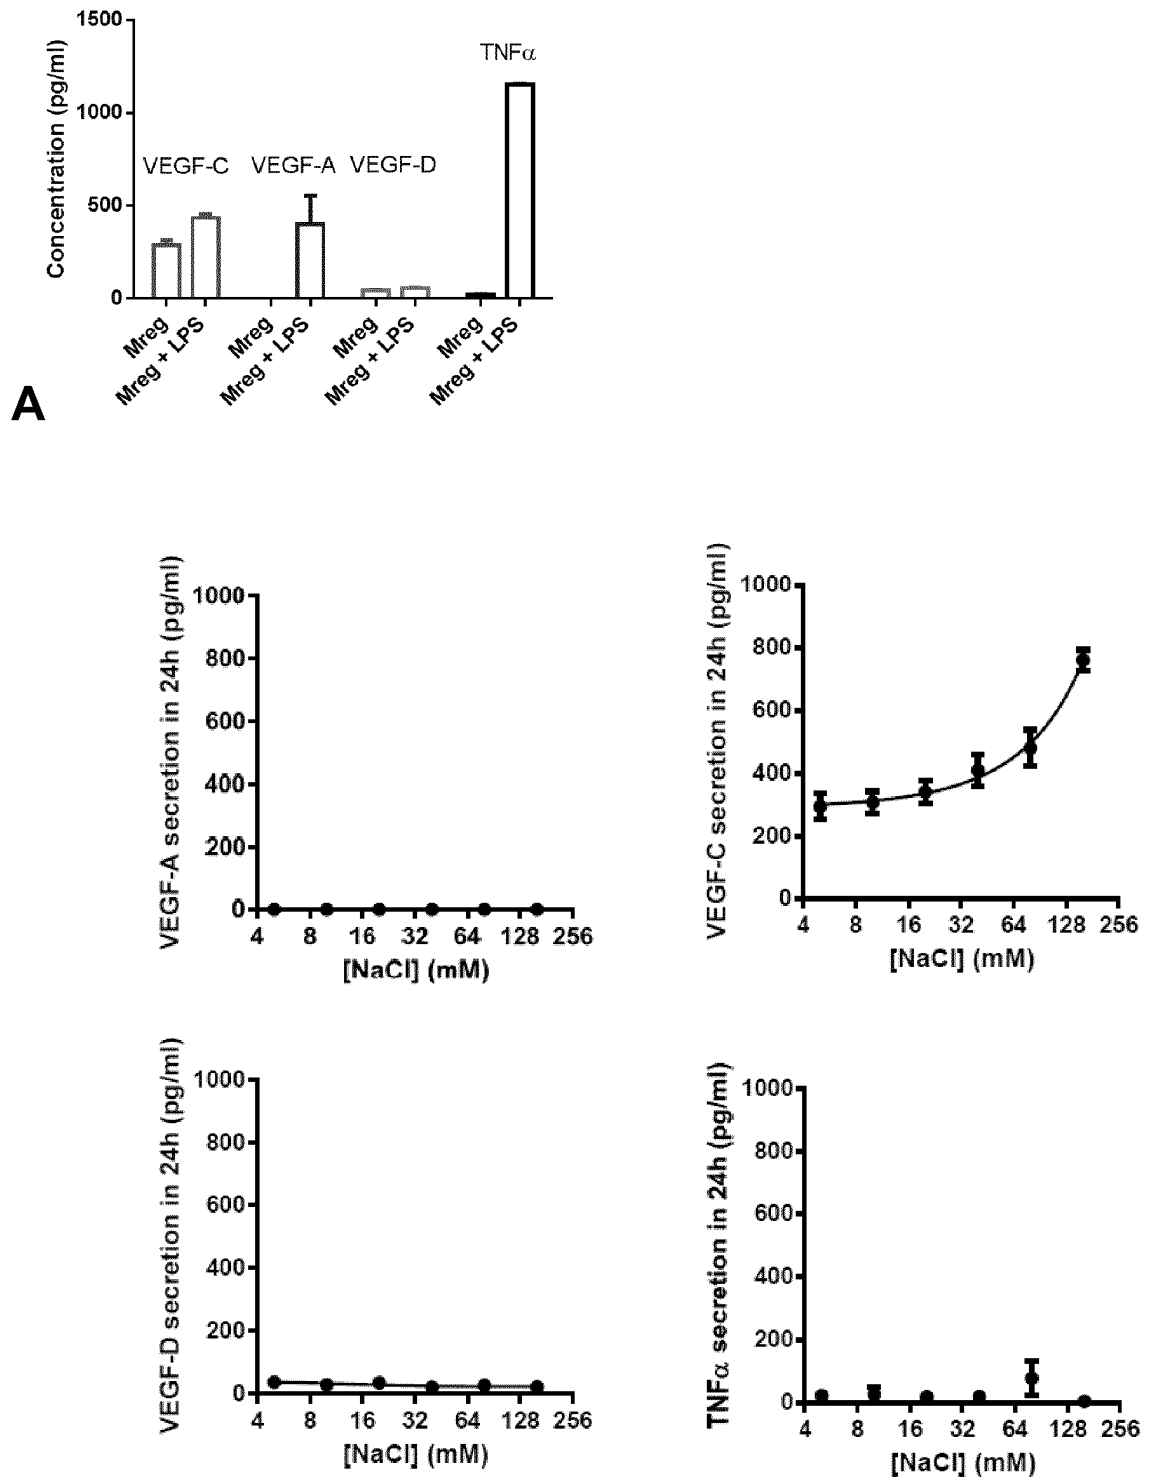 Concentration (pg/ml)
1500
1000
500
0
TNFα
VEGF-C VEGF-A VEGF-D
Mreg
Mreg + LPS
Mreg
Mreg + LPS
Mreg
Mreg + LPS
Mreg
Mreg + LPS
A
VEGF-A secretion in 24h (pg/ml)
1000
800
600
400
200
0
4 8 16 32 64 128 256
[NaCl] (mM)
VEGF-C secretion in 24h (pg/ml)
1000
800
600
400
200
0
4 8 16 32 64 128 256
[NaCl] (mM)
VEGF-D secretion in 24h (pg/ml)
1000
800
600
400
200
0
4 8 16 32 64 128 256
[NaCl] (mM)
TNFα secretion in 24h (pg/ml)
1000
800
600
400
200
0
4 8 16 32 64 128 256
[NaCl] (mM)